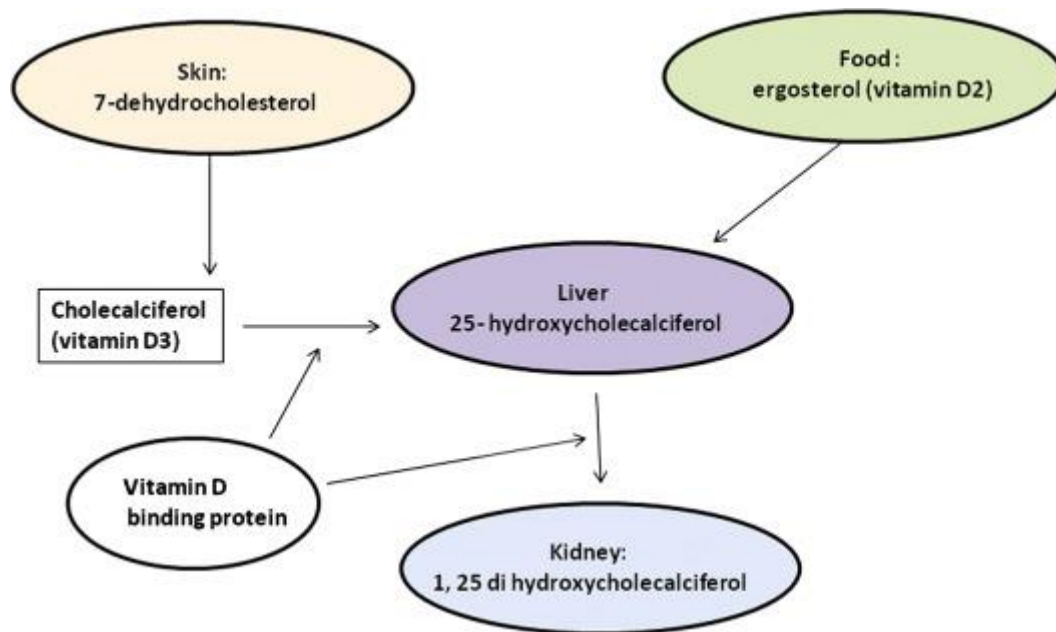 Skin:
7-dehydrocholesterol
Food :
ergosterol (vitamin D2)
Cholecalciferol
(vitamin D3)
Liver
25- hydroxycholecalciferol
Vitamin D
binding protein
Kidney:
1, 25 di hydroxycholecalciferol